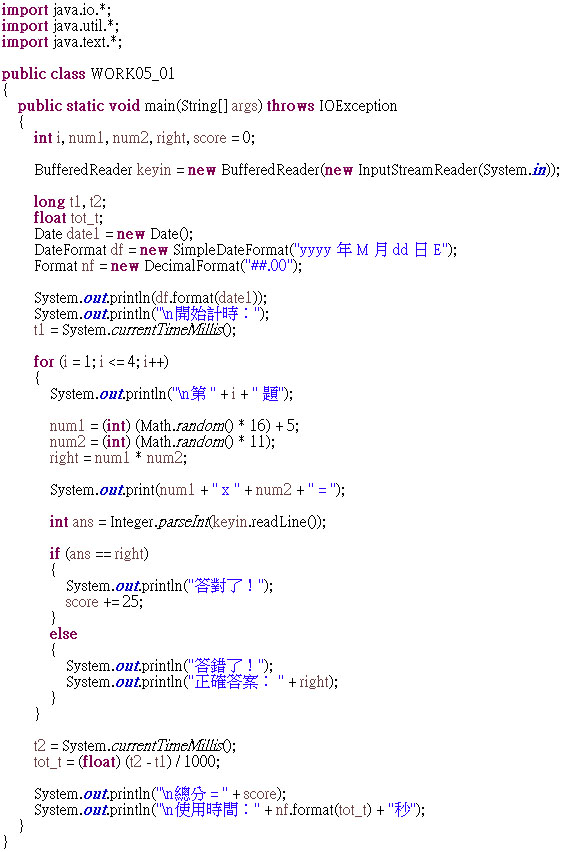 import java.io.*;
import java.util.*;
import java.text.*;

public class WORK05_01
{
    public static void main(String[] args) throws IOException
    {
        int i, num1, num2, right, score = 0;

        BufferedReader keyin = new BufferedReader(new InputStreamReader(System.in));

        long t1, t2;
        float tot_t;
        Date date1 = new Date();
        DateFormat df = new SimpleDateFormat("yyyy 年 M 月 dd 日 E");
        Format nf = new DecimalFormat("##.00");

        System.out.println(df.format(date1));
        System.out.println("\n開始計時：");
        t1 = System.currentTimeMillis();

        for (i = 1; i <= 4; i++)
        {
            System.out.println("\n第 " + i + " 題");

            num1 = (int) (Math.random() * 16) + 5;
            num2 = (int) (Math.random() * 11);
            right = num1 * num2;

            System.out.print(num1 + " x " + num2 + " = ");

            int ans = Integer.parseInt(keyin.readLine());

            if (ans == right)
            {
                System.out.println("答對了！");
                score += 25;
            }
            else
            {
                System.out.println("答錯了！");
                System.out.println("正確答案： " + right);
            }
        }

        t2 = System.currentTimeMillis();
        tot_t = (float) (t2 - t1) / 1000;

        System.out.println("\n總分 = " + score);
        System.out.println("\n使用時間：" + nf.format(tot_t) + "秒");
    }
}